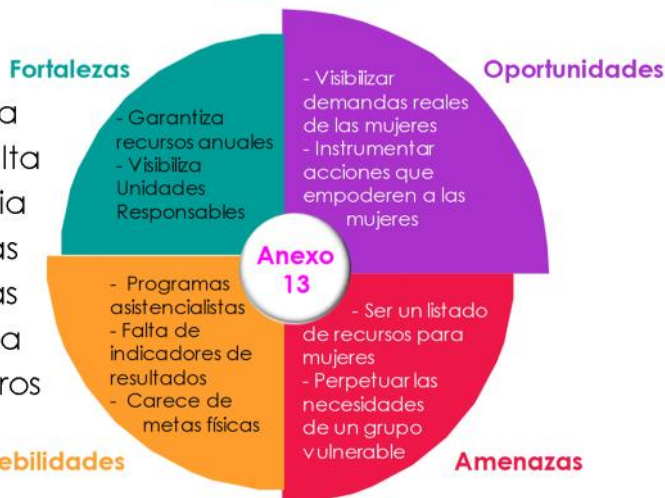 Fortalezas
Oportunidades
- Garantiza
recursos anuales
- Visibiliza
Unidades
Responsables
- Visibilizar
demandas reales
de las mujeres
- Instrumentar
acciones que
empoderen a las
mujeres
Anexo
13
- Programas
asistencialistas
- Falta de
indicadores de
resultados
- Carece de
metas físicas
- Ser un listado
de recursos para
mujeres
- Perpetuar las
necesidades
de un grupo
vulnerable
Amenazas